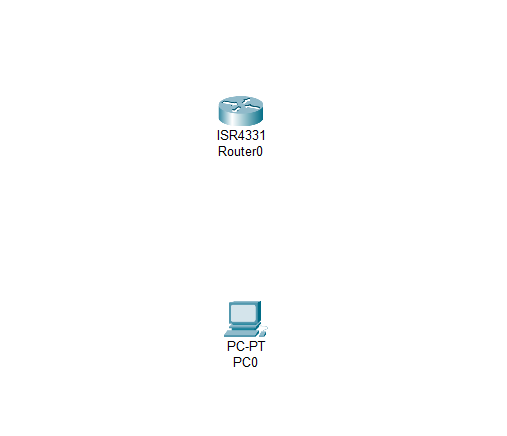 ISR4331
Router0
PC-PT
PC0